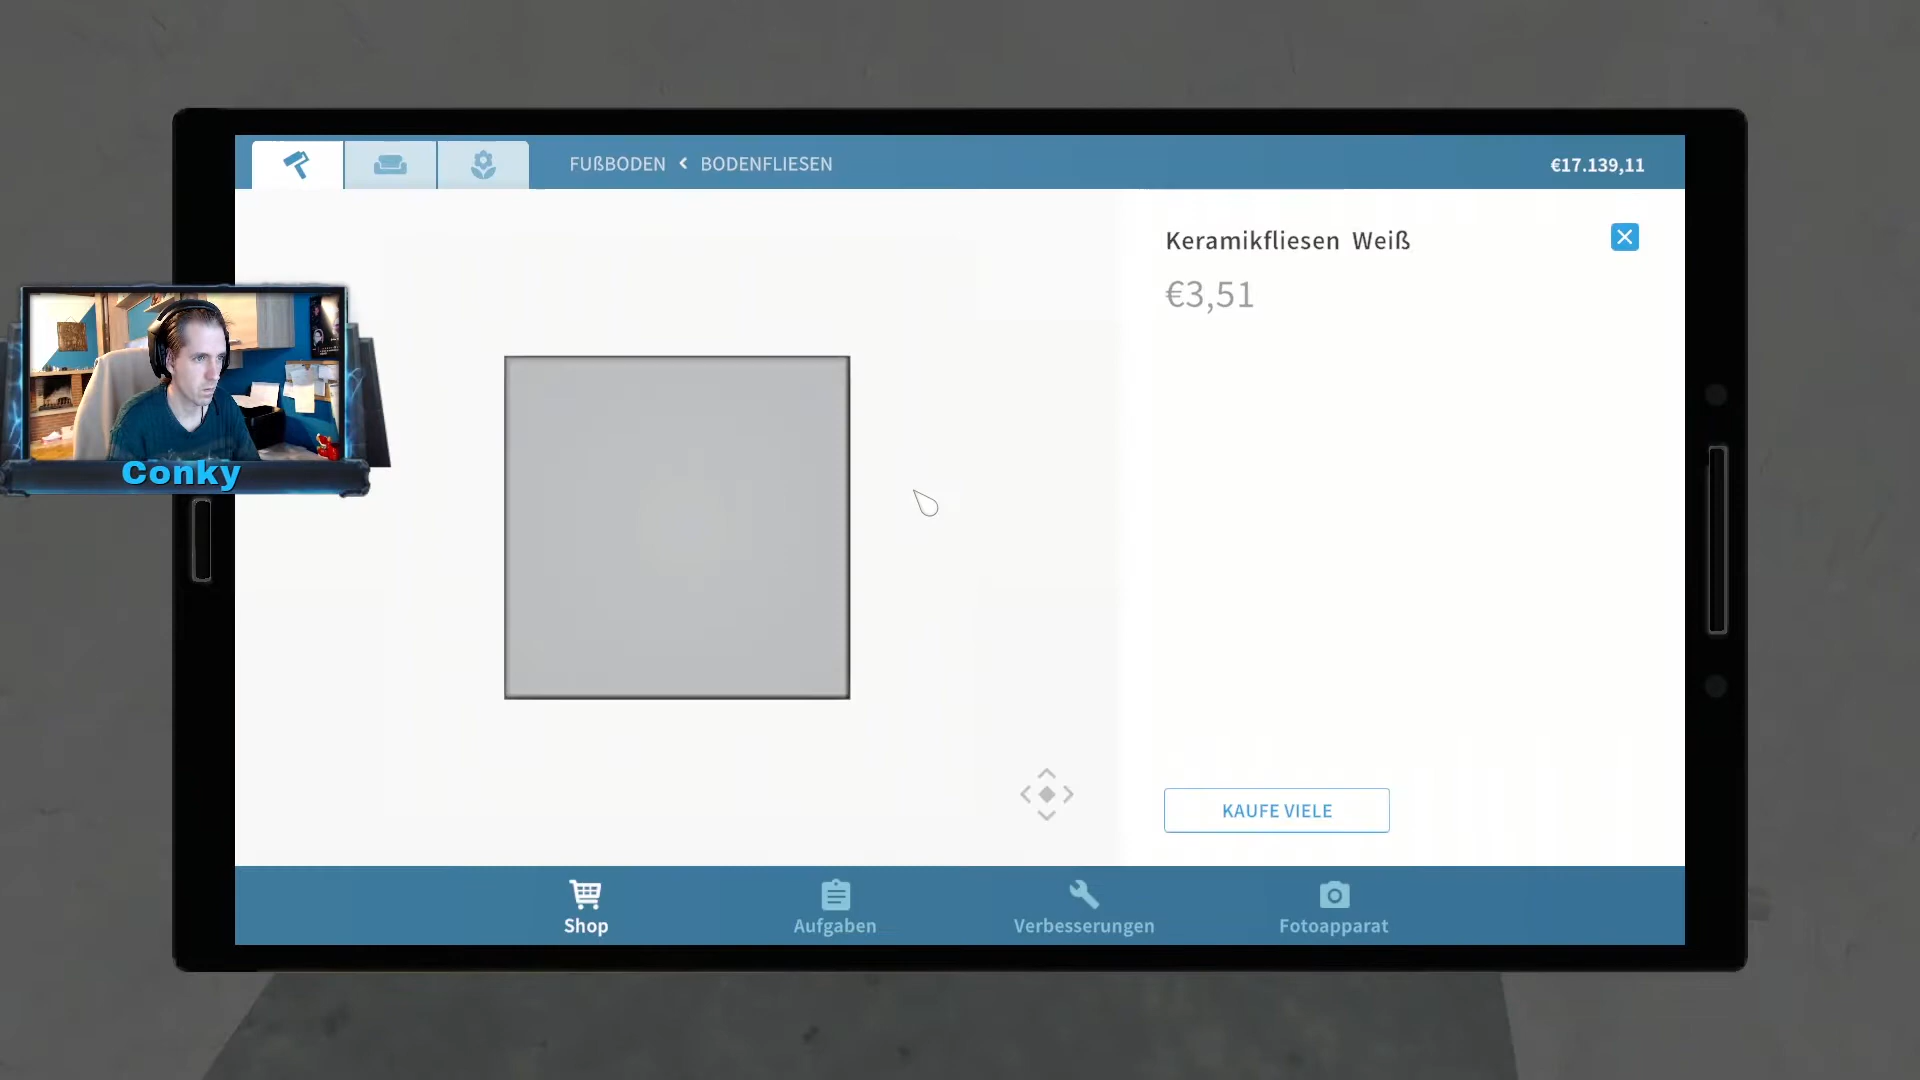 FUßBODEN < BODENFLIESEN
€17.139,11
Keramikfliesen Weiß
€3,51
Conky
KAUFE VIELE
Shop
Aufgaben
Verbesserungen
Fotoapparat